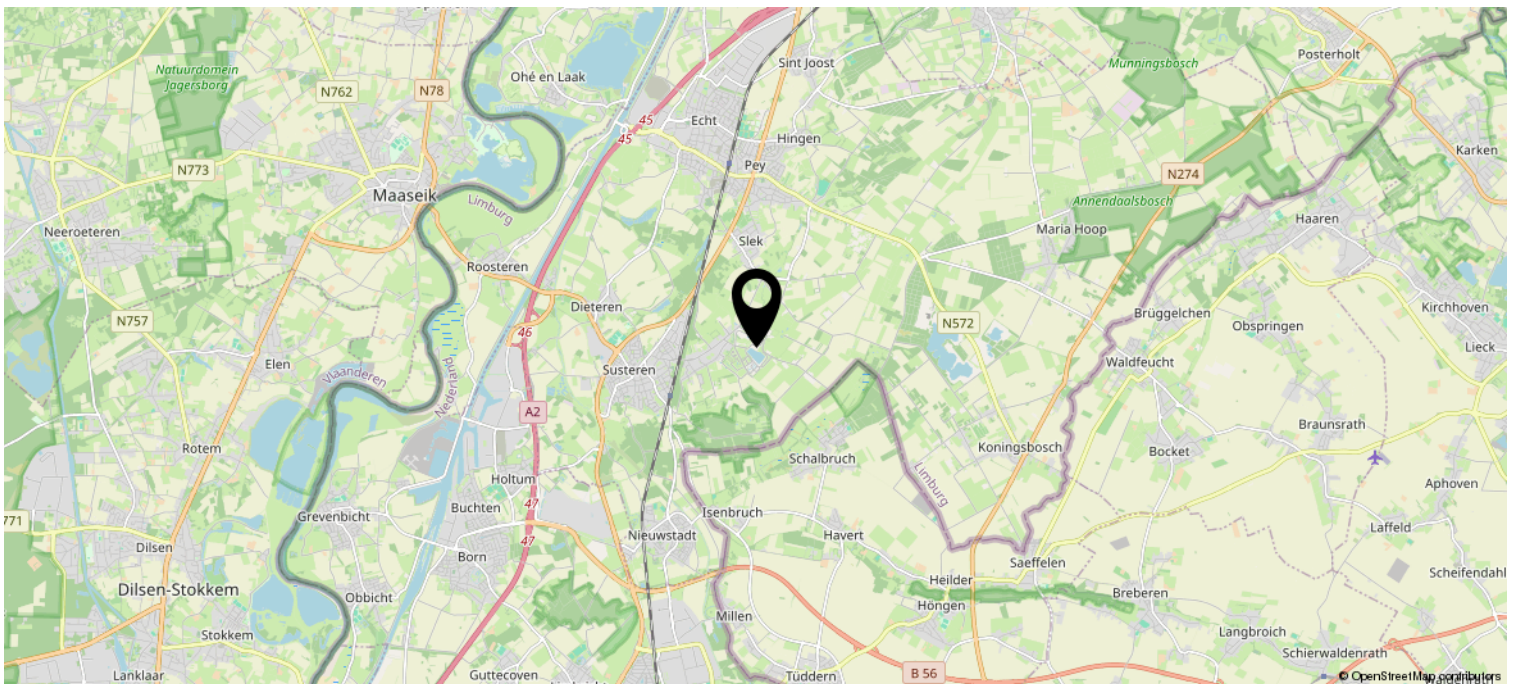 Natuurdomein
Jagersborg
N762
N78
Ohé en Laak
45
45
Echt
Sint Joost
Hingen
Pey
Munningsbosch
Posterholt
Karken
N773
Maaseik
Limburg
N274
Annendaalsbosch
Haaren
Neeroeteren
Roosteren
Slek
Maria Hoop
N757
Dieteren
46
N572
Brüggelchen
Obspringen
Kirchhoven
Elen
Vlaanderen
Nederland
Susteren
Waldfeucht
Lieck
A2
Rotem
Schalbruch
Limburg
Koningsbosch
Bocket
Braunsrath
Holtum
47
Aphoven
Grevenbicht
Buchten
Isenbruch
771
47
Nieuwstadt
Havert
Laffeld
Dilsen
Born
Saeffelen
Dilsen-Stokkem
Obbicht
Heilder
Höngen
Breberen
Scheifendahl
Stokkem
Millen
Langbroich
Schierwaldenrath
Lanklaar
Guttecoven
Tüddern
B 56
© OpenStreetMap contributors